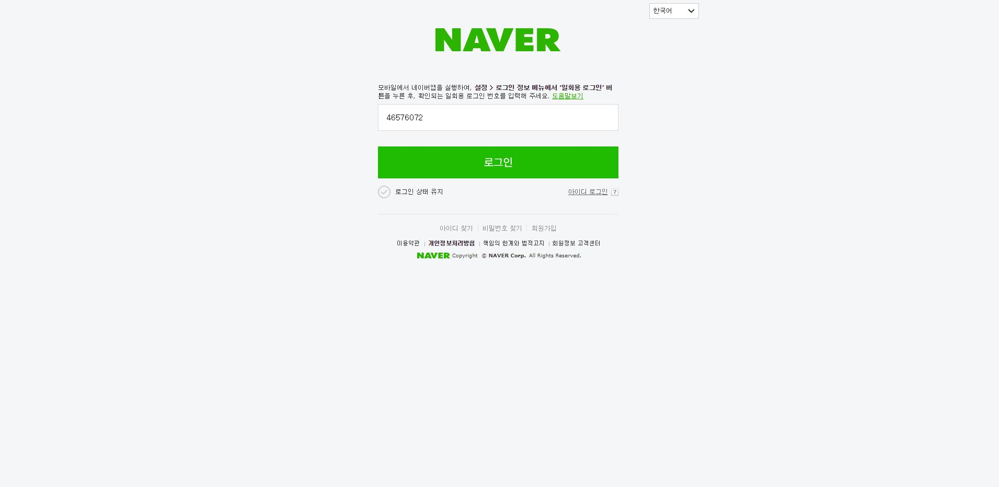 한국어
NAVER
모바일에서 네이버앱을 실행하여, 설정 > 로그인 정보 메뉴에서 ‘일회용 로그인’ 버
튼을 누른 후, 확인되는 일회용 로그인 번호를 입력해 주세요. 도움말보기
46576072
로그인
로그인 상태 유지 아이디 로그인 ?
아이디 찾기 비밀번호 찾기 회원가입
이용약관 개인정보처리방침 책임의 한계와 법적고지 회원정보 고객센터
NAVER Copyright © NAVER Corp. All Rights Reserved.